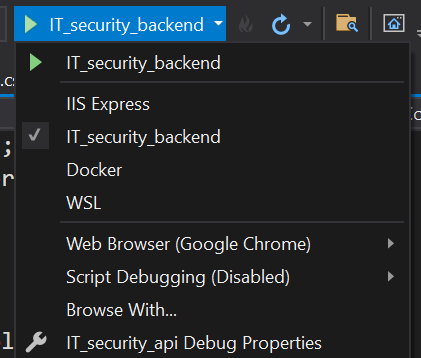 IT_security_backend
IT_security_backend
.cs
IIS Express
IT_security_backend
;
Docker
r
WSL
Web Browser (Google Chrome)
Script Debugging (Disabled)
Browse With...
ol
IT_security_api Debug Properties